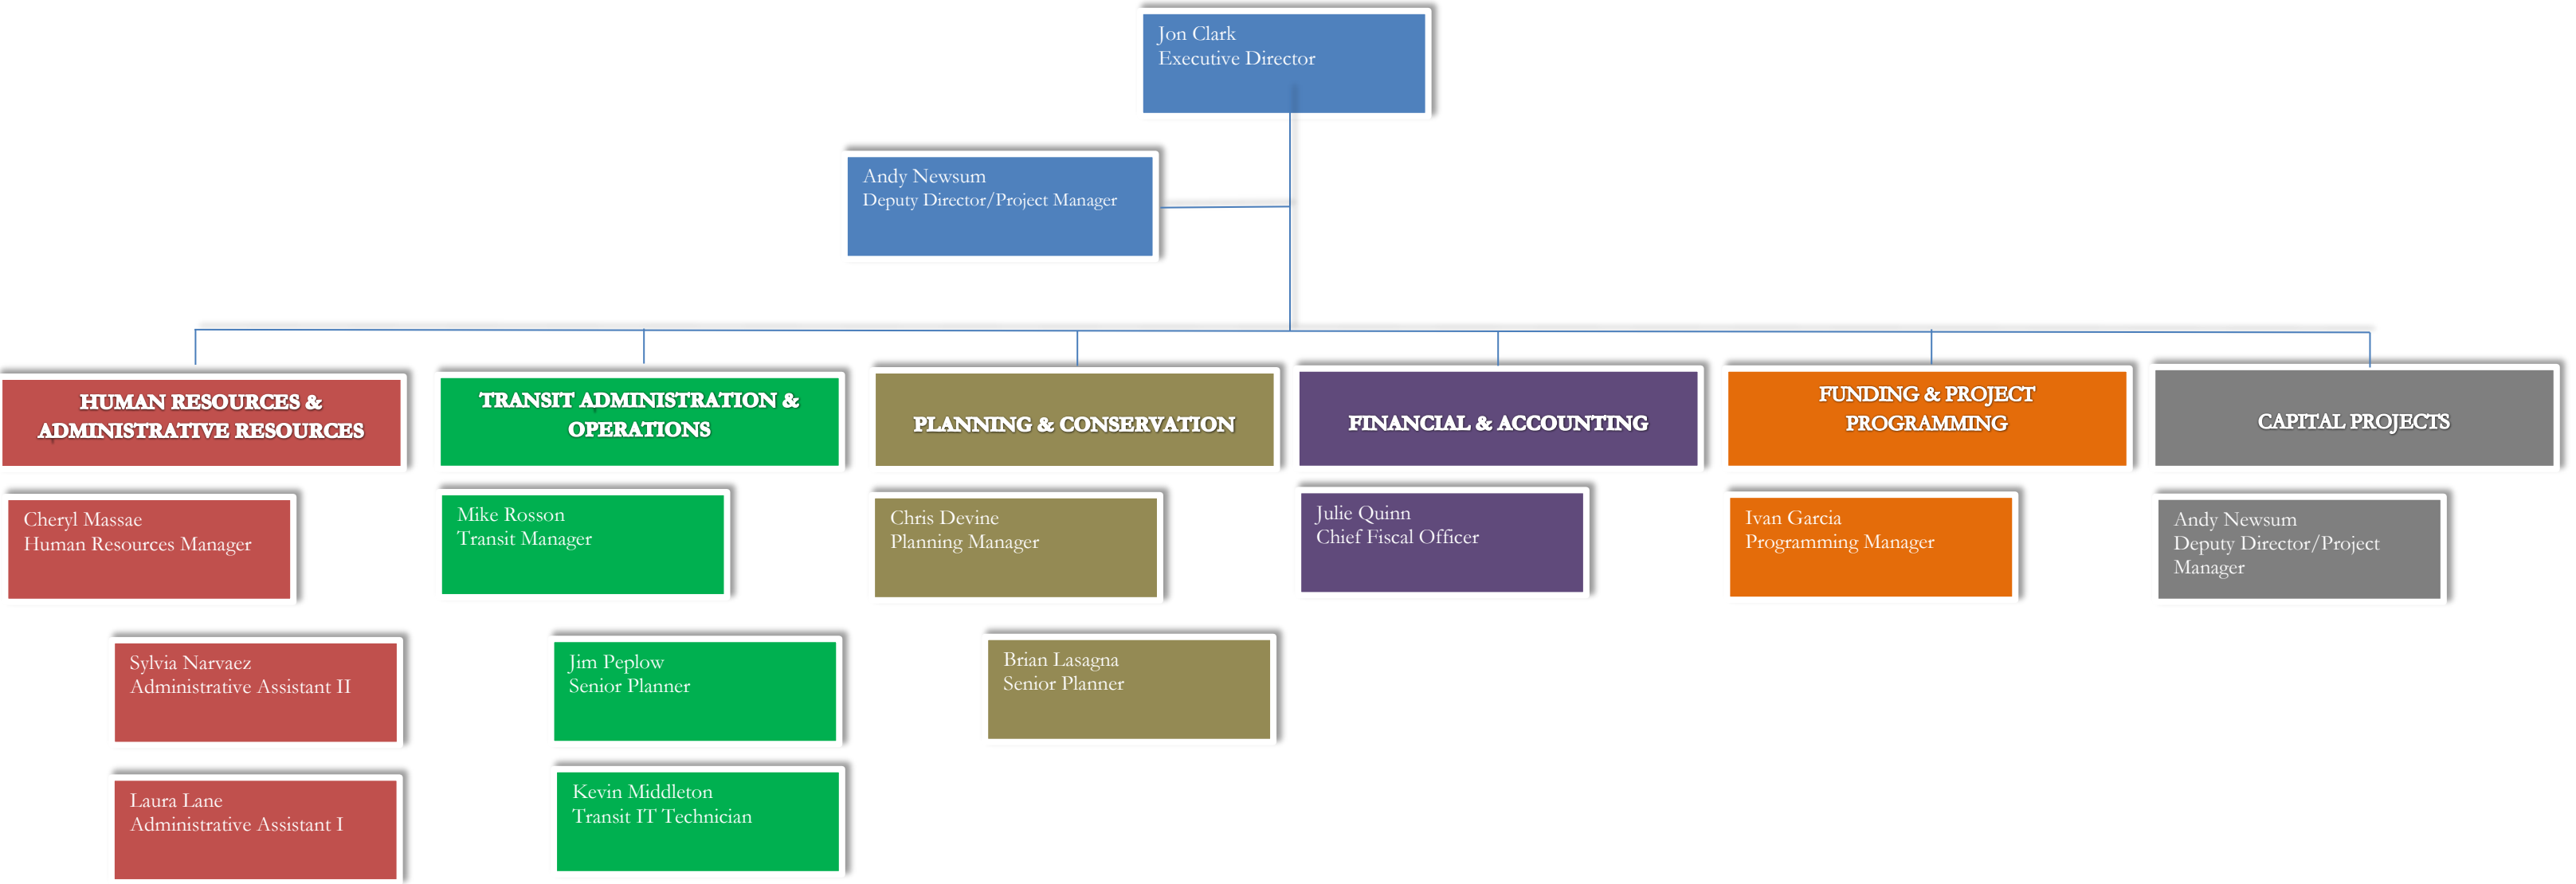 Jon Clark
Executive Director
Andy Newsum
Deputy Director/Project Manager
HUMAN RESOURCES &
ADMINISTRATIVE RESOURCES
TRANSIT ADMINISTRATION &
OPERATIONS
PLANNING & CONSERVATION
FINANCIAL & ACCOUNTING
FUNDING & PROJECT
PROGRAMMING
CAPITAL PROJECTS
Cheryl Massae
Human Resources Manager
Mike Rosson
Transit Manager
Chris Devine
Planning Manager
Julie Quinn
Chief Fiscal Officer
Ivan Garcia
Programming Manager
Andy Newsum
Deputy Director/Project
Manager
Sylvia Narvaez
Administrative Assistant II
Jim Peplow
Senior Planner
Brian Lasagna
Senior Planner
Laura Lane
Administrative Assistant I
Kevin Middleton
Transit IT Technician